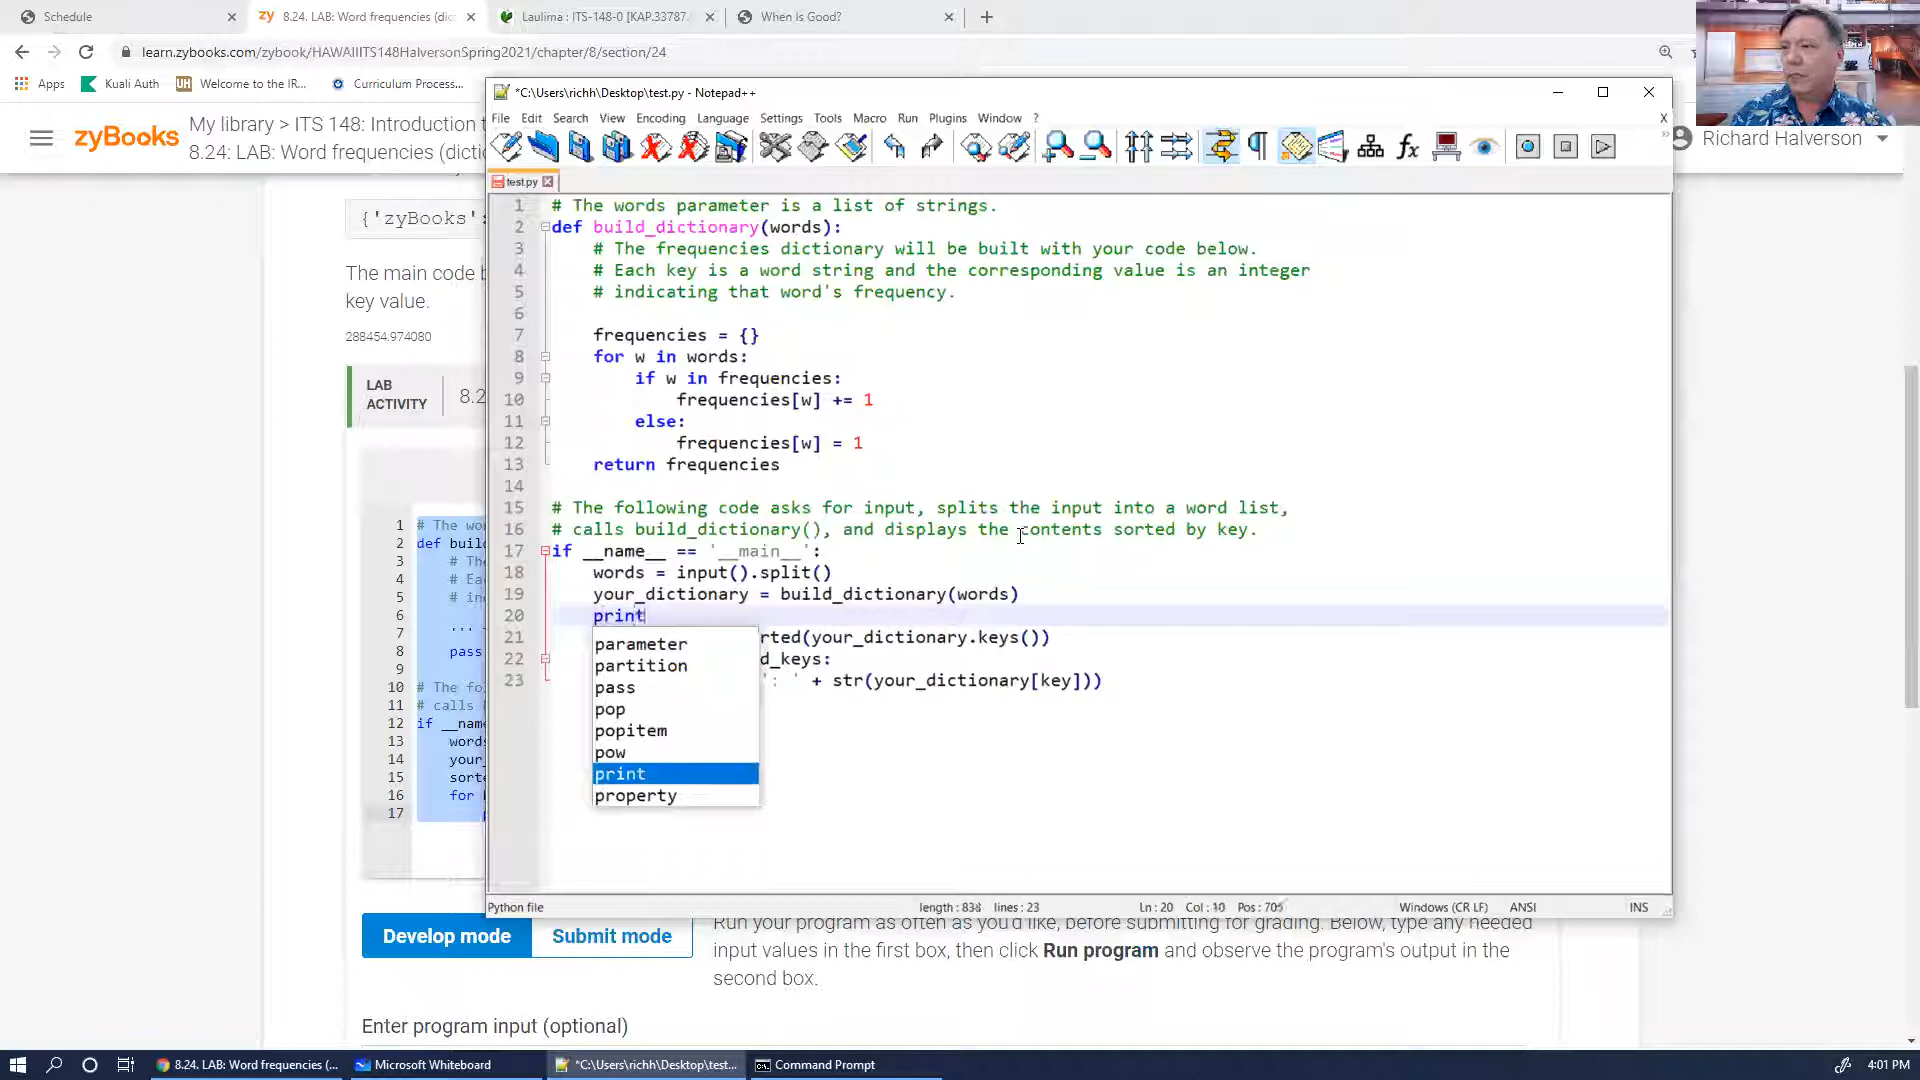 Schedule
8.24. LAB: Word frequencies (dic
Laulima : ITS-148-0 [KAP.33787.
When Is Good?
learn.zybooks.com/zybook/HAWAIIITS148HalversonSpring2021/chapter/8/section/24
Apps
Kuali Auth
UH
Welcome to the IR...
Curriculum Process...
zyBooks
My library > ITS 148: Introduction t
8.24: LAB: Word frequencies (dicti
Richard Halverson
{'zyBooks':
The main code b
key value.
288454.974080
LAB
ACTIVITY
8.2
1 # The wo
2 def buil
3 # The
4 # Ea
5 # in
6
7 ...
8 pass
9
10 # The fo
11 # calls
12 if __nam
13 word
14 your_
15 sorte
16 for
17
*C:\Users\richh\Desktop\test.py - Notepad++
File Edit Search View Encoding Language Settings Tools Macro Run Plugins Window ?
X
test.py
1 # The words parameter is a list of strings.
2 def build_dictionary(words):
3 # The frequencies dictionary will be built with your code below.
4 # Each key is a word string and the corresponding value is an integer
5 # indicating that word's frequency.
6
7 frequencies = {}
8 for w in words:
9 if w in frequencies:
10 frequencies[w] += 1
11 else:
12 frequencies[w] = 1
13 return frequencies
14
15 # The following code asks for input, splits the input into a word list,
16 # calls build_dictionary(), and displays the contents sorted by key.
17 if __name__ == '__main__':
18 words = input().split()
19 your_dictionary = build_dictionary(words)
20 print
21 rted(your_dictionary.keys())
22 d_keys:
23 ': ' + str(your_dictionary[key]))
parameter
partition
pass
pop
popitem
pow
print
property
Python file
length : 838 lines : 23
Ln : 20 Col : 10 Pos : 705
Windows (CR LF)
ANSI
INS
Develop mode
Submit mode
Run your program as often as you'd like, before submitting for grading. Below, type any needed
input values in the first box, then click Run program and observe the program's output in the
second box.
Enter program input (optional)
8.24. LAB: Word frequencies (...
Microsoft Whiteboard
*C:\Users\richh\Desktop\test...
Command Prompt
4:01 PM